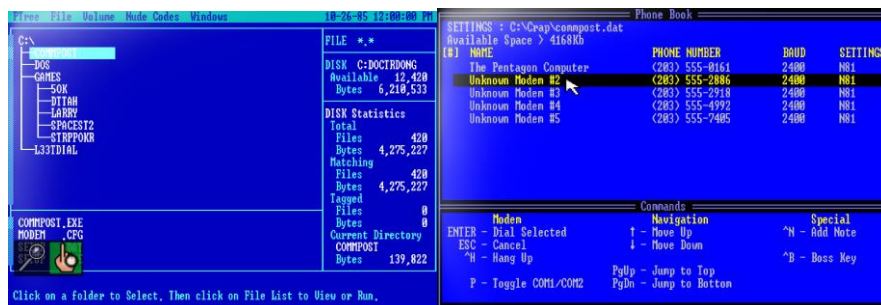 PTree File Volume Nude Codes Windows 10-26-85 12:00:00 PM
C:\
COMMPOST
DOS
GAMES
50K
DTTAH
LARRY
SPACEST2
STRPPOKR
L33TDIAL
COMMPOST.EXE
MODEM .CFG
FILE *.*
DISK C:DOCTRDONG
Available 12,420
Bytes 6,210,533
DISK Statistics
Total
Files 420
Bytes 4,275,227
Matching
Files 420
Bytes 4,275,227
Tagged
Files 0
Bytes 0
Current Directory
COMMPOST
Bytes 139,822
Click on a folder to Select, Then click on File List to View or Run.
Phone Book
SETTINGS : C:\Crap\commpost.dat
Available Space > 4168Kb
[#] NAME PHONE NUMBER BAUD SETTING
The Pentagon Computer (203) 555-0161 2400 N81
Unknown Modem #2 (203) 555-2886 2400 N81
Unknown Modem #3 (203) 555-2918 2400 N81
Unknown Modem #4 (203) 555-4992 2400 N81
Unknown Modem #5 (203) 555-7405 2400 N81
Commands
Modem Navigation Special
ENTER - Dial Selected ↑ - Move Up ^N - Add Note
ESC - Cancel ↓ - Move Down
^H - Hang Up ^B - Boss Key
PgUp - Jump to Top
P - Toggle COM1/COM2 PgDn - Jump to Bottom